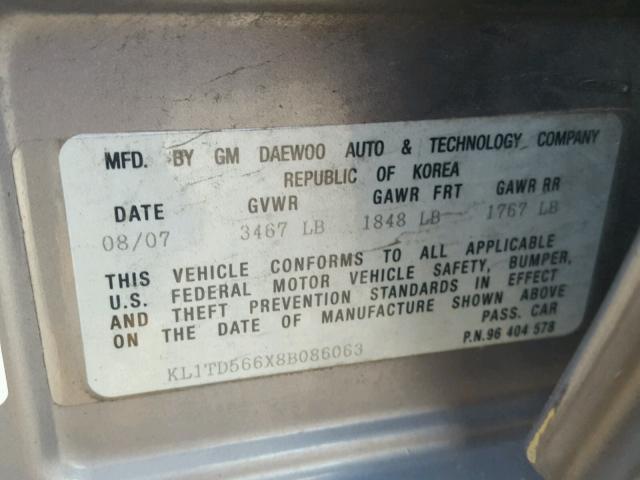 MFD. BY GM DAEWOO AUTO & TECHNOLOGY COMPANY
REPUBLIC OF KOREA
DATE GVWR GAWR FRT GAWR RR
08/07 3467 LB 1848 LB 1767 LB
THIS VEHICLE CONFORMS TO ALL APPLICABLE
U.S. FEDERAL MOTOR VEHICLE SAFETY, BUMPER,
AND THEFT PREVENTION STANDARDS IN EFFECT
ON THE DATE OF MANUFACTURE SHOWN ABOVE
PASS. CAR
P.N.96 404 578
KL1TD566X8B086063